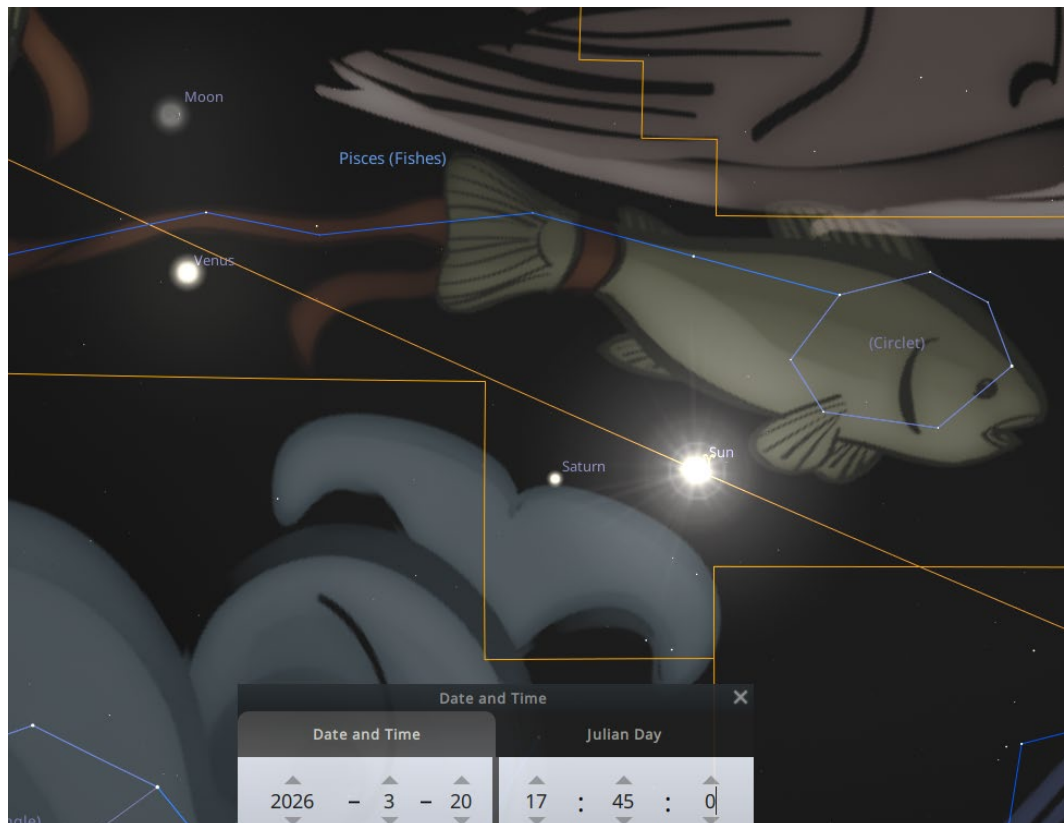 Moon
Pisces (Fishes)
Venus
(Circlet)
Sun
Saturn
Date and Time ×
Date and Time Julian Day
2026 – 3 – 20 17 : 45 : 0
ngle)